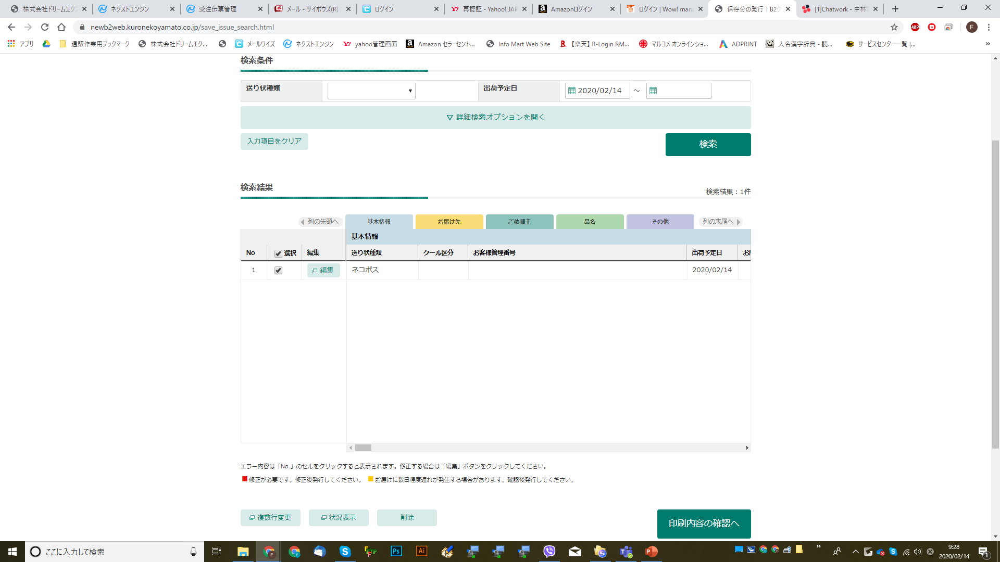 株式会社ドリームエクス
ネクストエンジン
受注伝票管理
メール - サイボウズ(R)
ログイン
再認証 - Yahoo! JAP
Amazonログイン
ログイン | Wow! mana
保存分の発行｜B2ク
[1]Chatwork - 中林
newb2web.kuronekoyamato.co.jp/save_issue_search.html
ABP
F
アプリ
通販作業用ブックマーク
株式会社ドリームエク...
メールワイズ
ネクストエンジン
yahoo管理画面
Amazon セラーセント...
Info Mart Web Site
【楽天】R-Login RM...
マルコメ オンラインショ...
ADPRINT
人名漢字辞典 - 読...
サービスセンター一覧 |...
»
検索条件
送り状種類
出荷予定日
2020/02/14 ～
▽ 詳細検索オプションを開く
入力項目をクリア
検索
検索結果
検索結果：1件
列の先頭へ
基本情報
お届け先
ご依頼主
品名
その他
列の末尾へ
基本情報
No 選択 編集 送り状種類 クール区分 お客様管理番号 出荷予定日
1 編集 ネコポス 2020/02/14
エラー内容は「No.」のセルをクリックすると表示されます。修正する場合は「編集」ボタンをクリックしてください。
修正が必要です。修正後発行してください。 お届けに数日程度遅れが発生する場合があります。確認後発行してください。
複数行変更
状況表示
削除
印刷内容の確認へ
ここに入力して検索
9:28
2020/02/14
1